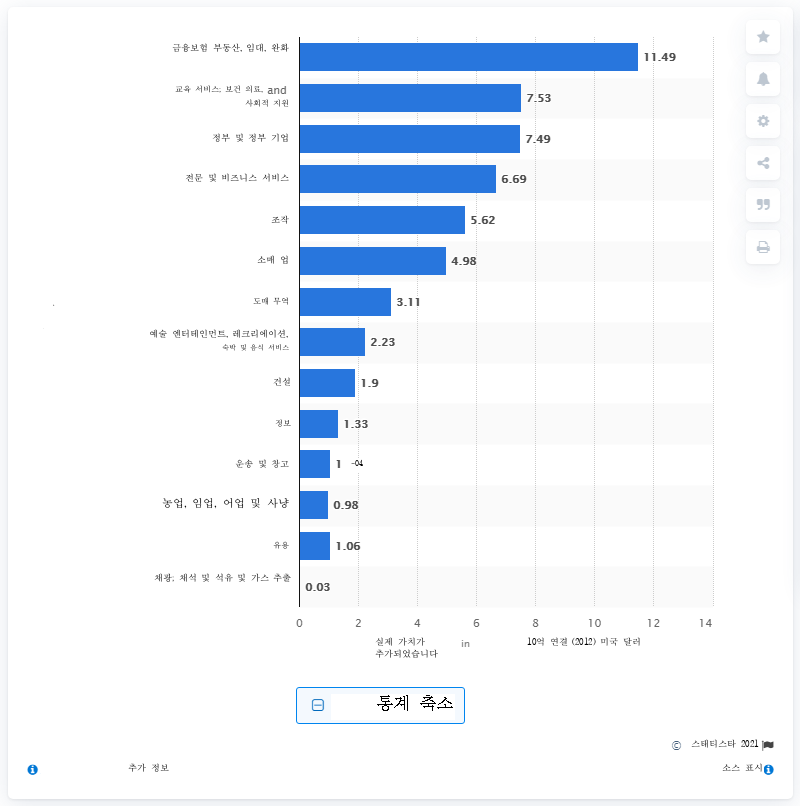 금융보험 부동산, 임대, 완화
11.49
교육 서비스; 보건 의료, and
사회적 지원
7.53
정부 및 정부 기업
7.49
전문 및 비즈니스 서비스
6.69
조작
5.62
소매 업
4.98
도매 무역
3.11
예술 엔터테인먼트, 레크리에이션,
숙박 및 음식 서비스
2.23
건설
1.9
정보
1.33
운송 및 창고
1 -04
농업, 임업, 어업 및 사냥
0.98
유용
1.06
채광; 채석 및 석유 및 가스 추출
0.03
0 2 4 6 8 10 12 14
실제 가치가 in 10억 연결 (2012) 미국 달러
추가되었습니다
통계 축소
© 스태티스타 2021
추가 정보 소스 표시